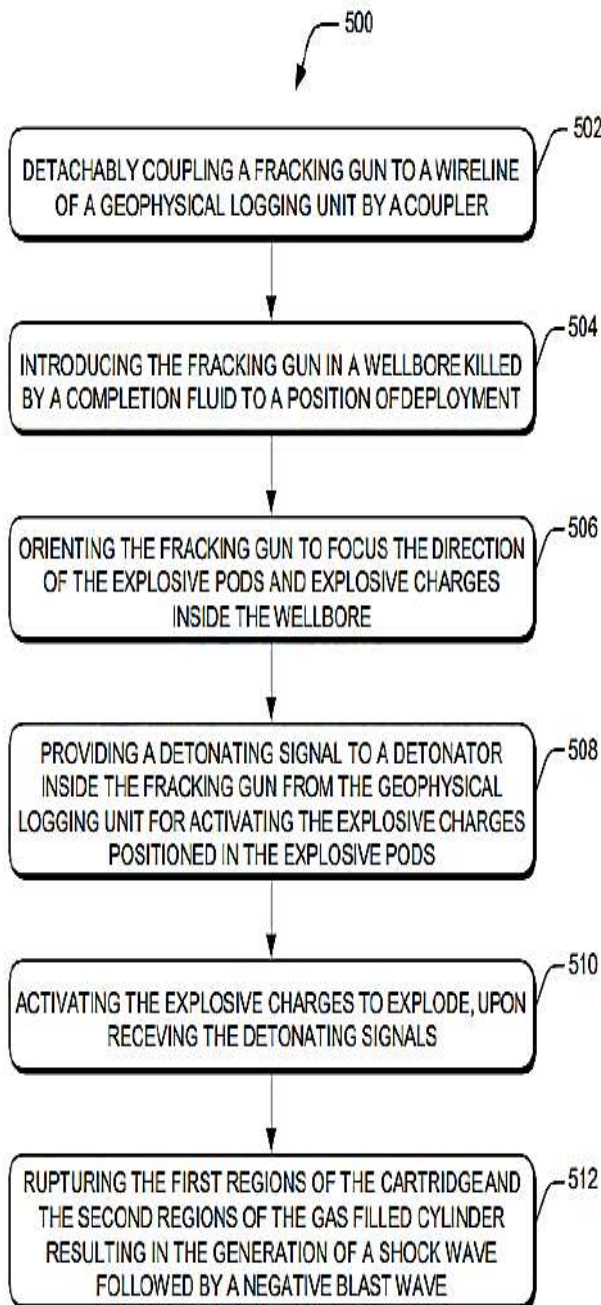 500
502
DETACHABLY COUPLING A FRACKING GUN TO A WIRELINE
OF A GEOPHYSICAL LOGGING UNIT BY A COUPLER
504
INTRODUCING THE FRACKING GUN IN A WELLBORE KILLED
BY A COMPLETION FLUID TO A POSITION OF DEPLOYMENT
506
ORIENTING THE FRACKING GUN TO FOCUS THE DIRECTION
OF THE EXPLOSIVE PODS AND EXPLOSIVE CHARGES
INSIDE THE WELLBORE
508
PROVIDING A DETONATING SIGNAL TO A DETONATOR
INSIDE THE FRACKING GUN FROM THE GEOPHYSICAL
LOGGING UNIT FOR ACTIVATING THE EXPLOSIVE CHARGES
POSITIONED IN THE EXPLOSIVE PODS
510
ACTIVATING THE EXPLOSIVE CHARGES TO EXPLODE, UPON
RECEVING THE DETONATING SIGNALS
512
RUPTURING THE FIRST REGIONS OF THE CARTRIDGE AND
THE SECOND REGIONS OF THE GAS FILLED CYLINDER
RESULTING IN THE GENERATION OF A SHOCK WAVE
FOLLOWED BY A NEGATIVE BLAST WAVE